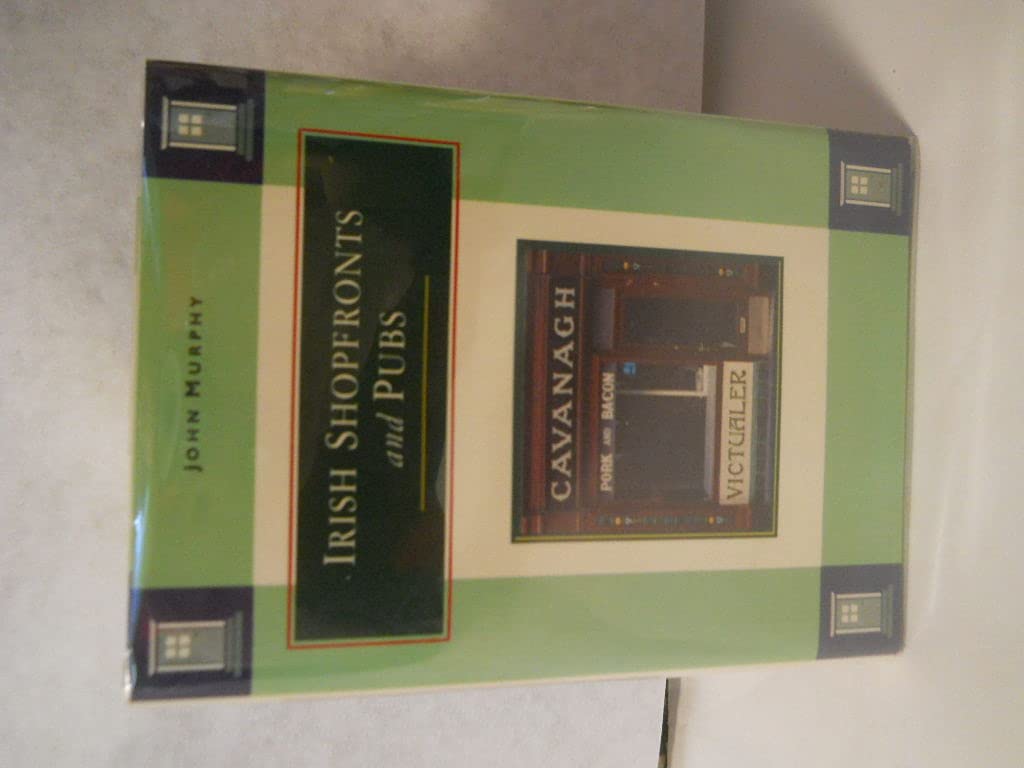 JOHN MURPHY
IRISH SHOPFRONTS
and PUBS
CAVANAGH
PORK AND BACON
VICTUALER